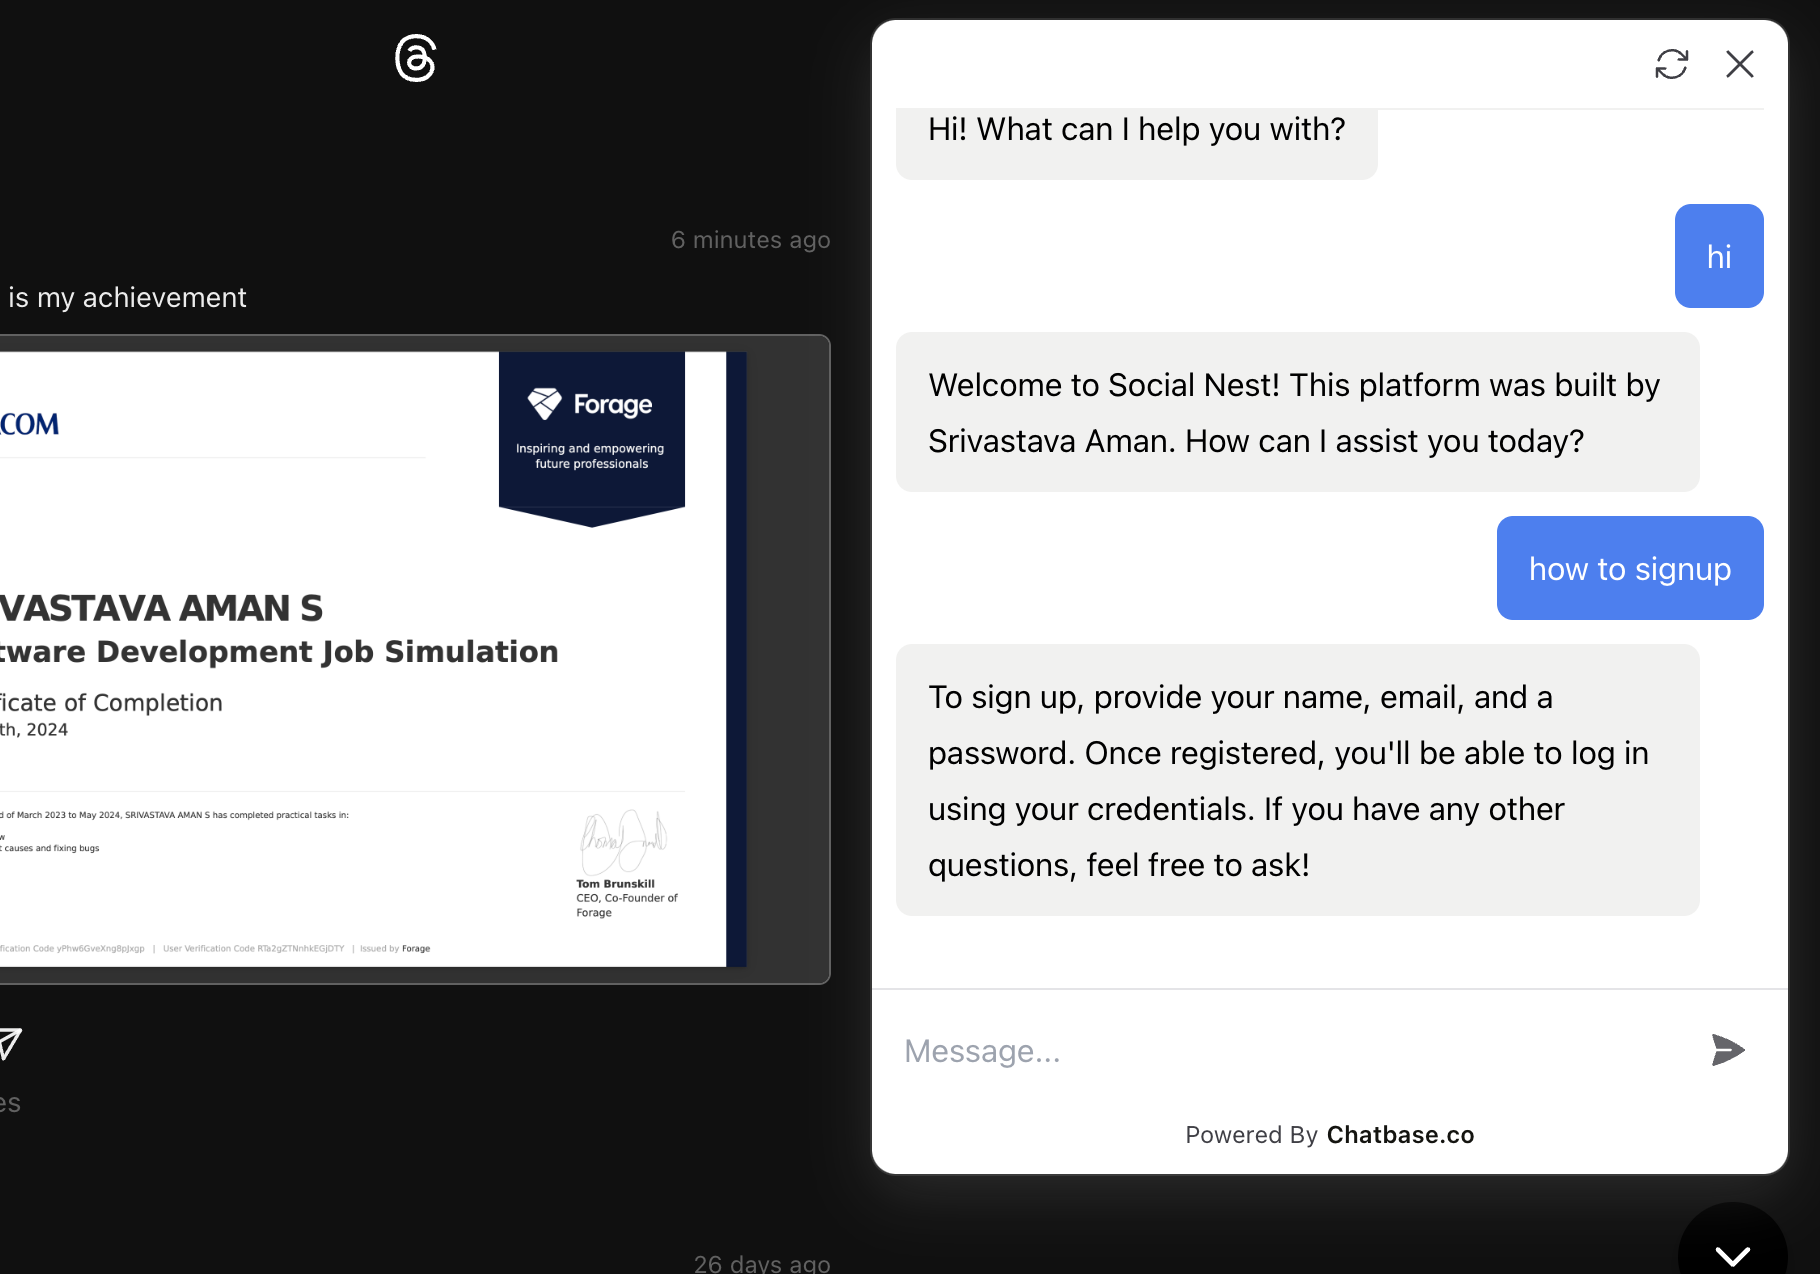 6 minutes ago
is my achievement
COM
Forage
Inspiring and empowering
future professionals
VASTAVA AMAN S
tware Development Job Simulation
ficate of Completion
th, 2024
d of March 2023 to May 2024, SRIVASTAVA AMAN S has completed practical tasks in:
w
t causes and fixing bugs
Tom Brunskill
CEO, Co-Founder of
Forage
fication Code yPhw6GveXng8pJxgp | User Verification Code RTa2gZTNnhkEGJDTY | Issued by Forage
es
26 days ago
Hi! What can I help you with?
hi
Welcome to Social Nest! This platform was built by
Srivastava Aman. How can I assist you today?
how to signup
To sign up, provide your name, email, and a
password. Once registered, you'll be able to log in
using your credentials. If you have any other
questions, feel free to ask!
Message...
Powered By Chatbase.co